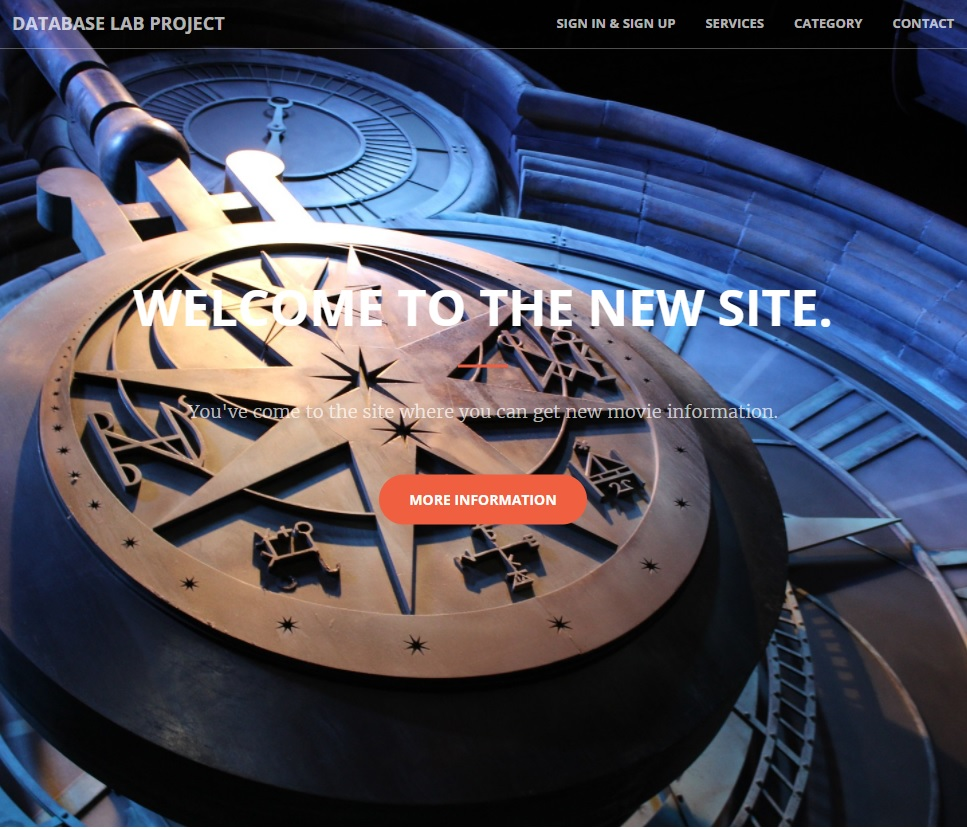 DATABASE LAB PROJECT
SIGN IN & SIGN UP SERVICES CATEGORY CONTACT
WELCOME TO THE NEW SITE.
You've come to the site where you can get new movie information.
MORE INFORMATION